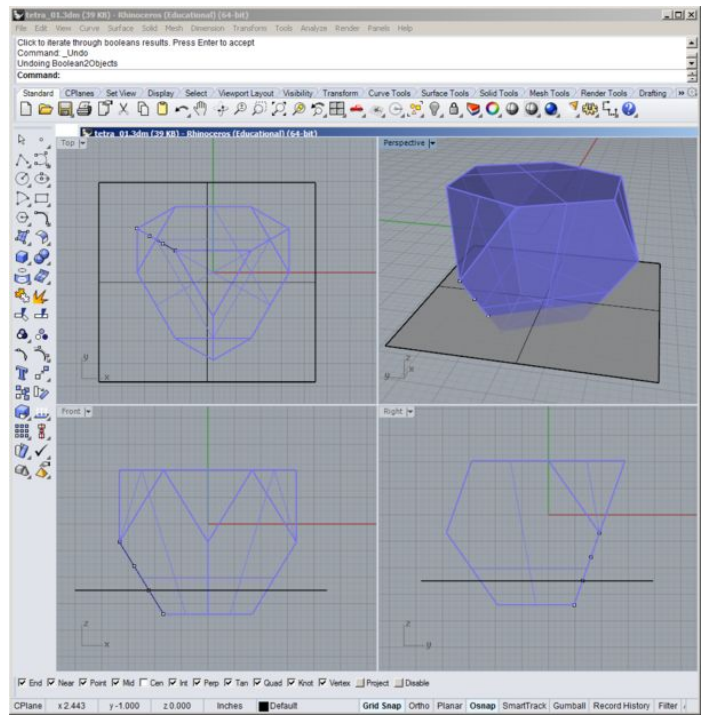 tetra_01.3dm (39 KB) - Rhinoceros (Educational) (64-bit)
File Edit View Curve Surface Solid Mesh Dimension Transform Tools Analyze Render Panels Help
Click to iterate through booleans results. Press Enter to accept
Command: _Undo
Undoing Boolean2Objects
Command:
Standard CPlanes Set View Display Select Viewport Layout Visibility Transform Curve Tools Surface Tools Solid Tools Mesh Tools Render Tools Drafting
tetra_01.3dm (39 KB) - Rhinoceros (Educational) (64-bit)
Top
Perspective
y
x
z
y
x
Front
Right
z
x
z
y
End Near Point Mid Cen Int Perp Tan Quad Knot Vertex Project Disable
CPlane x 2.443 y -1.000 z 0.000 Inches Default Grid Snap Ortho Planar Osnap SmartTrack Gumball Record History Filter